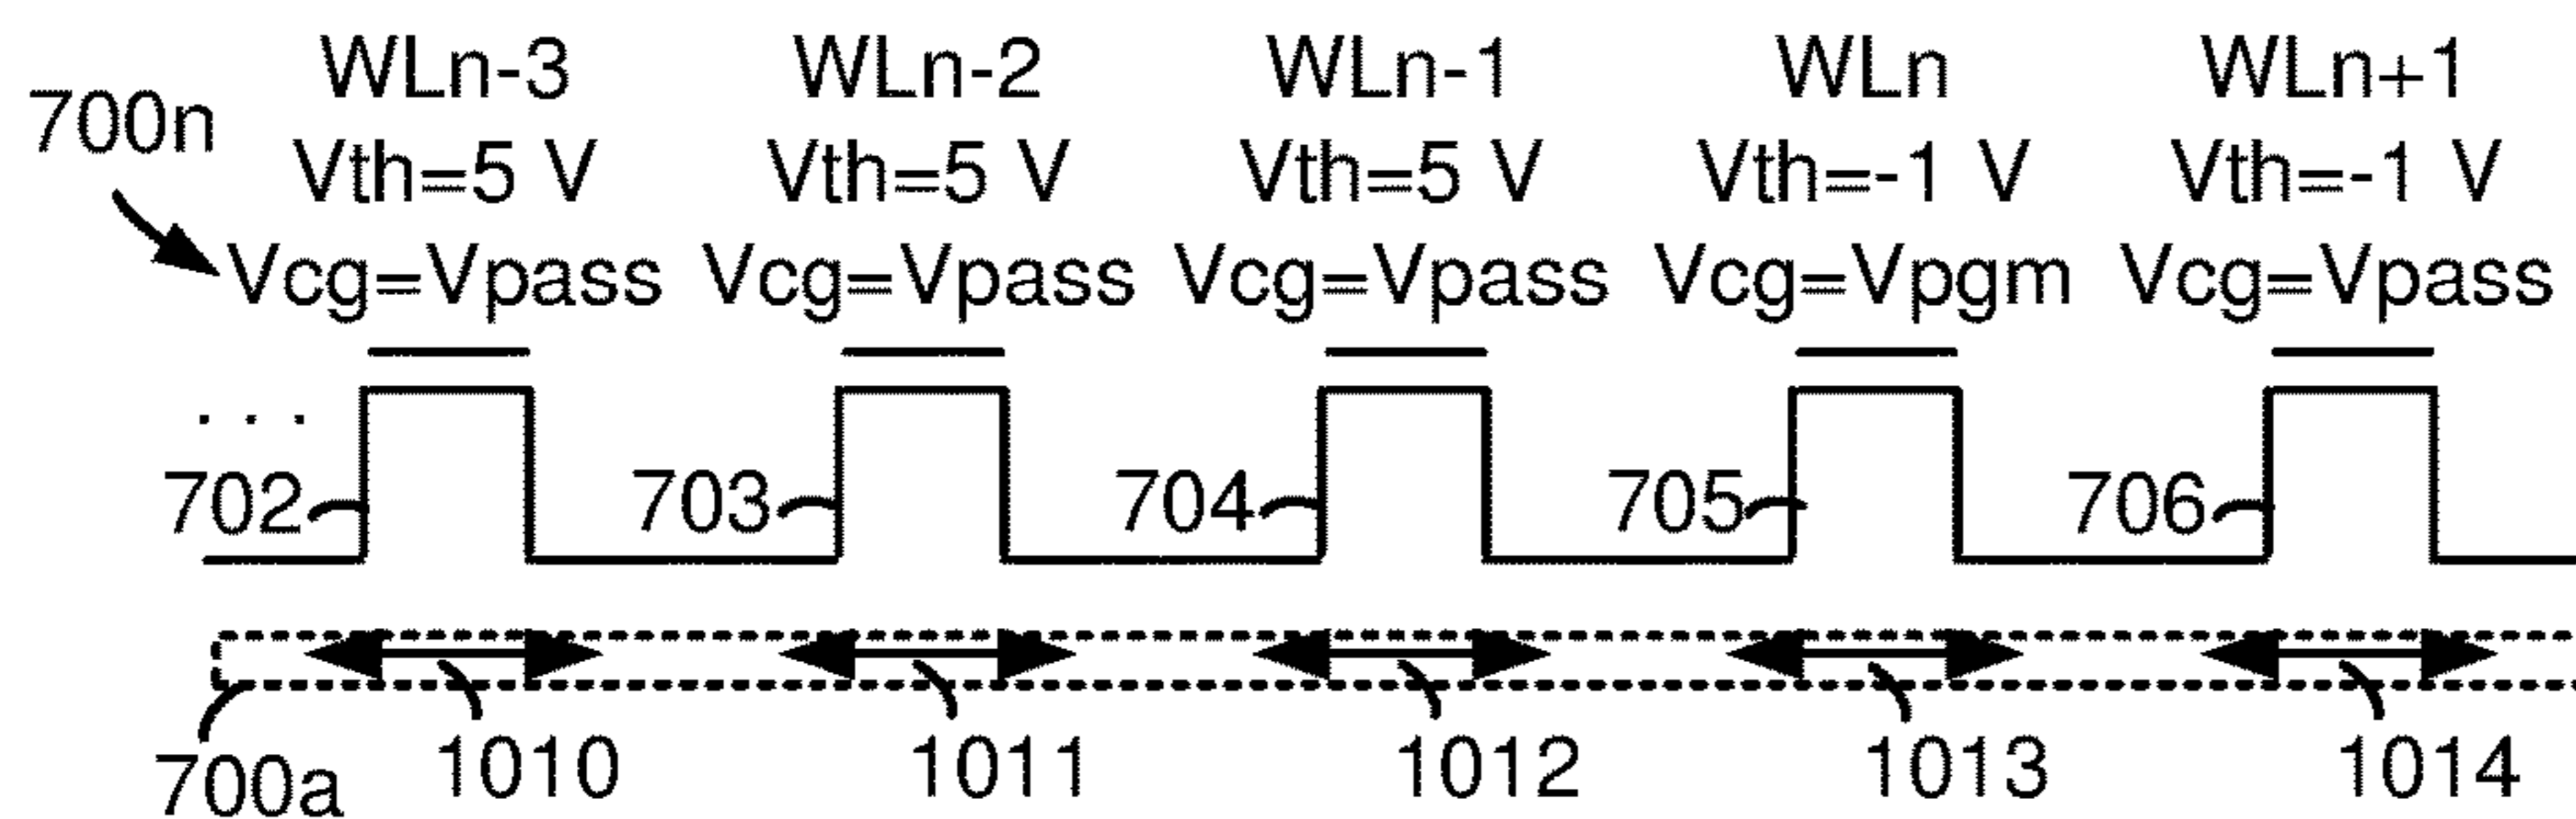 WLn-3 WLn-2 WLn-1 WLn WLn+1
700n
Vth=5 V Vth=5 V Vth=5 V Vth=-1 V Vth=-1 V
Vcg=Vpass Vcg=Vpass Vcg=Vpass Vcg=Vpgm Vcg=Vpass
. . .
702 703 704 705 706
700a 1010 1011 1012 1013 1014